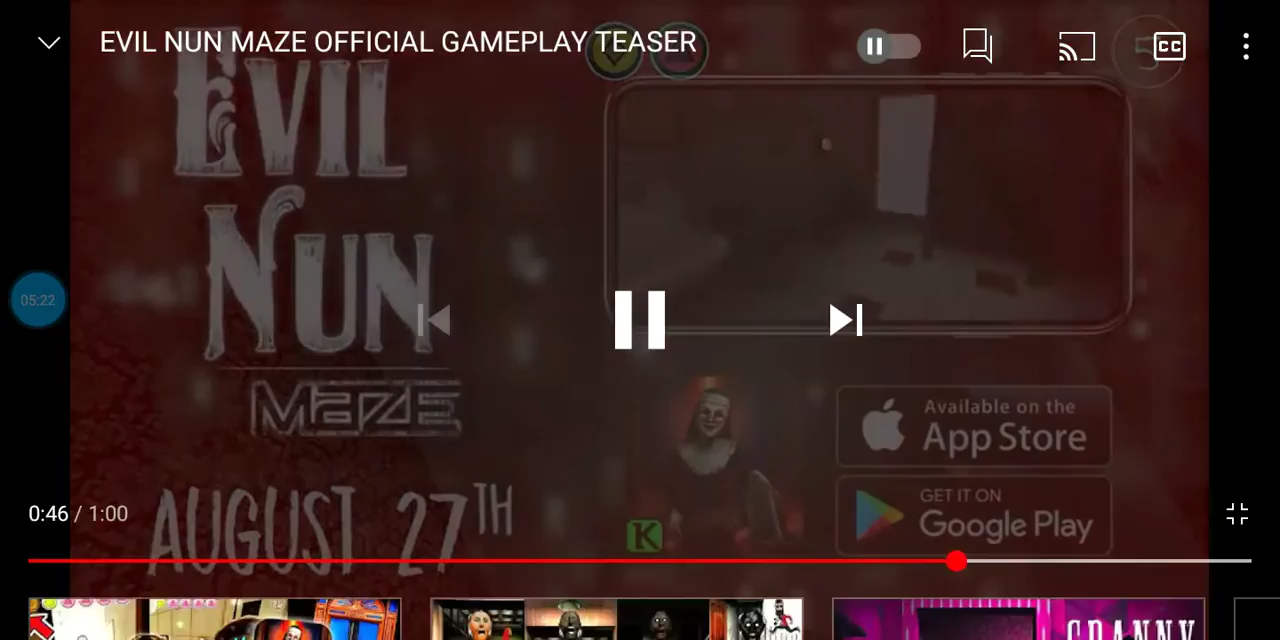 EVIL NUN MAZE OFFICIAL GAMEPLAY TEASER
CC
EVIL
NUN
MAZE
05:22
Available on the
App Store
GET IT ON
Google Play
K
AUGUST 27TH
0:46 / 1:00
GRANNY